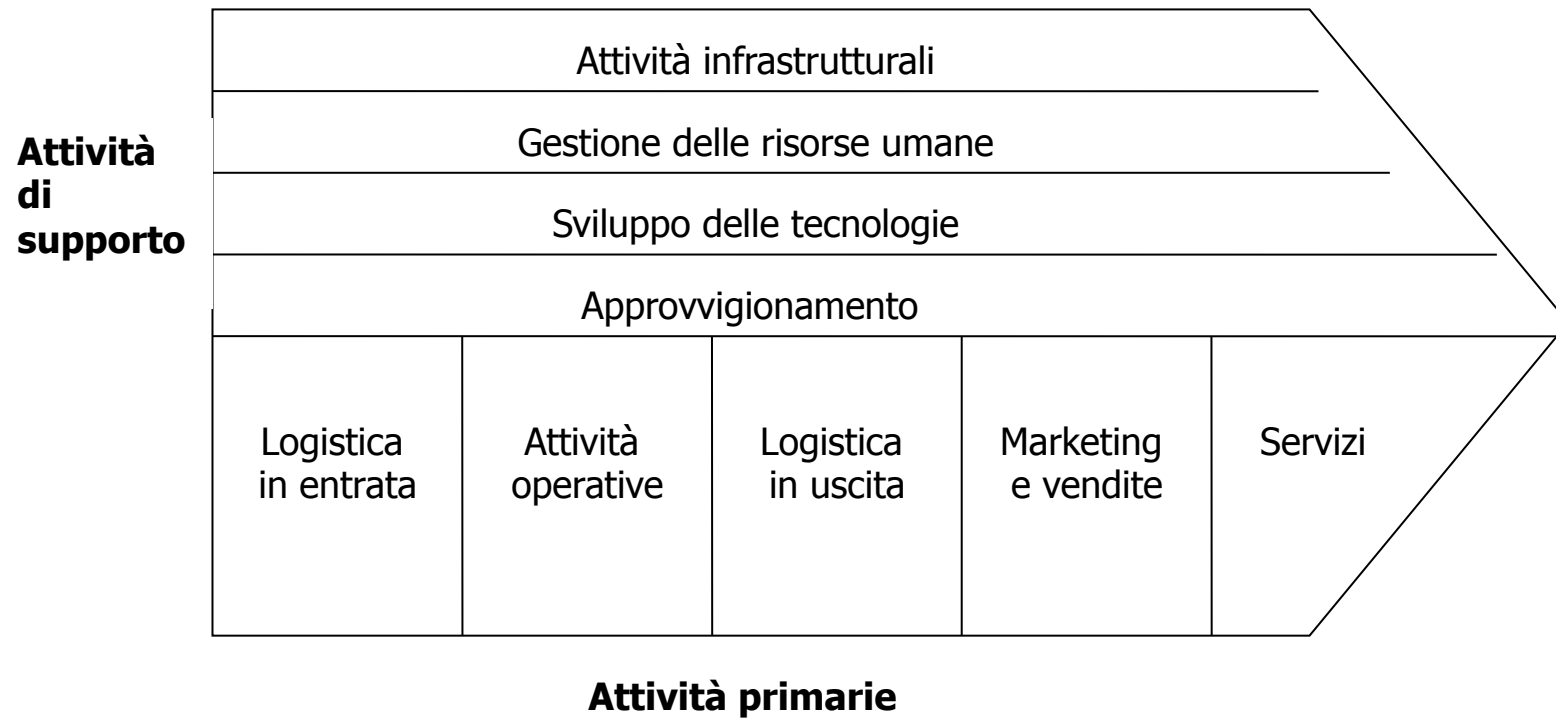 Attività infrastrutturali
Gestione delle risorse umane
Sviluppo delle tecnologie
Approvvigionamento
Attività
di
supporto
Logistica
in entrata
Attività
operative
Logistica
in uscita
Marketing
e vendite
Servizi
Attività primarie